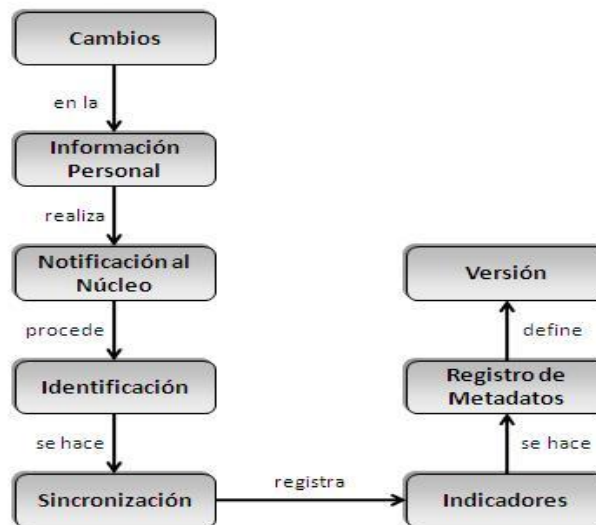 Cambios
en la
Información
Personal
realiza
Notificación al
Núcleo
procede
Identificación
se hace
Sincronización
registra
Indicadores
se hace
Registro de
Metadatos
define
Versión